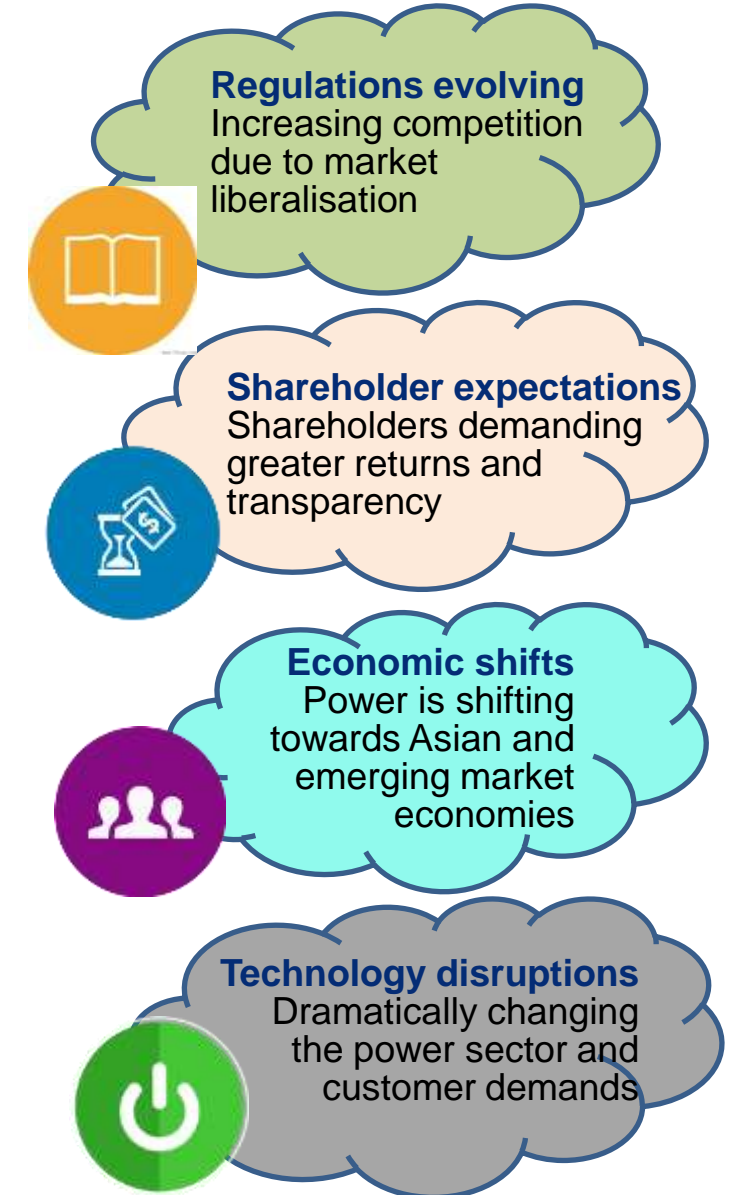 Regulations evolving
Increasing competition
due to market
liberalisation
Shareholder expectations
Shareholders demanding
greater returns and
transparency
Economic shifts
Power is shifting
towards Asian and
emerging market
economies
Technology disruptions
Dramatically changing
the power sector and
customer demands